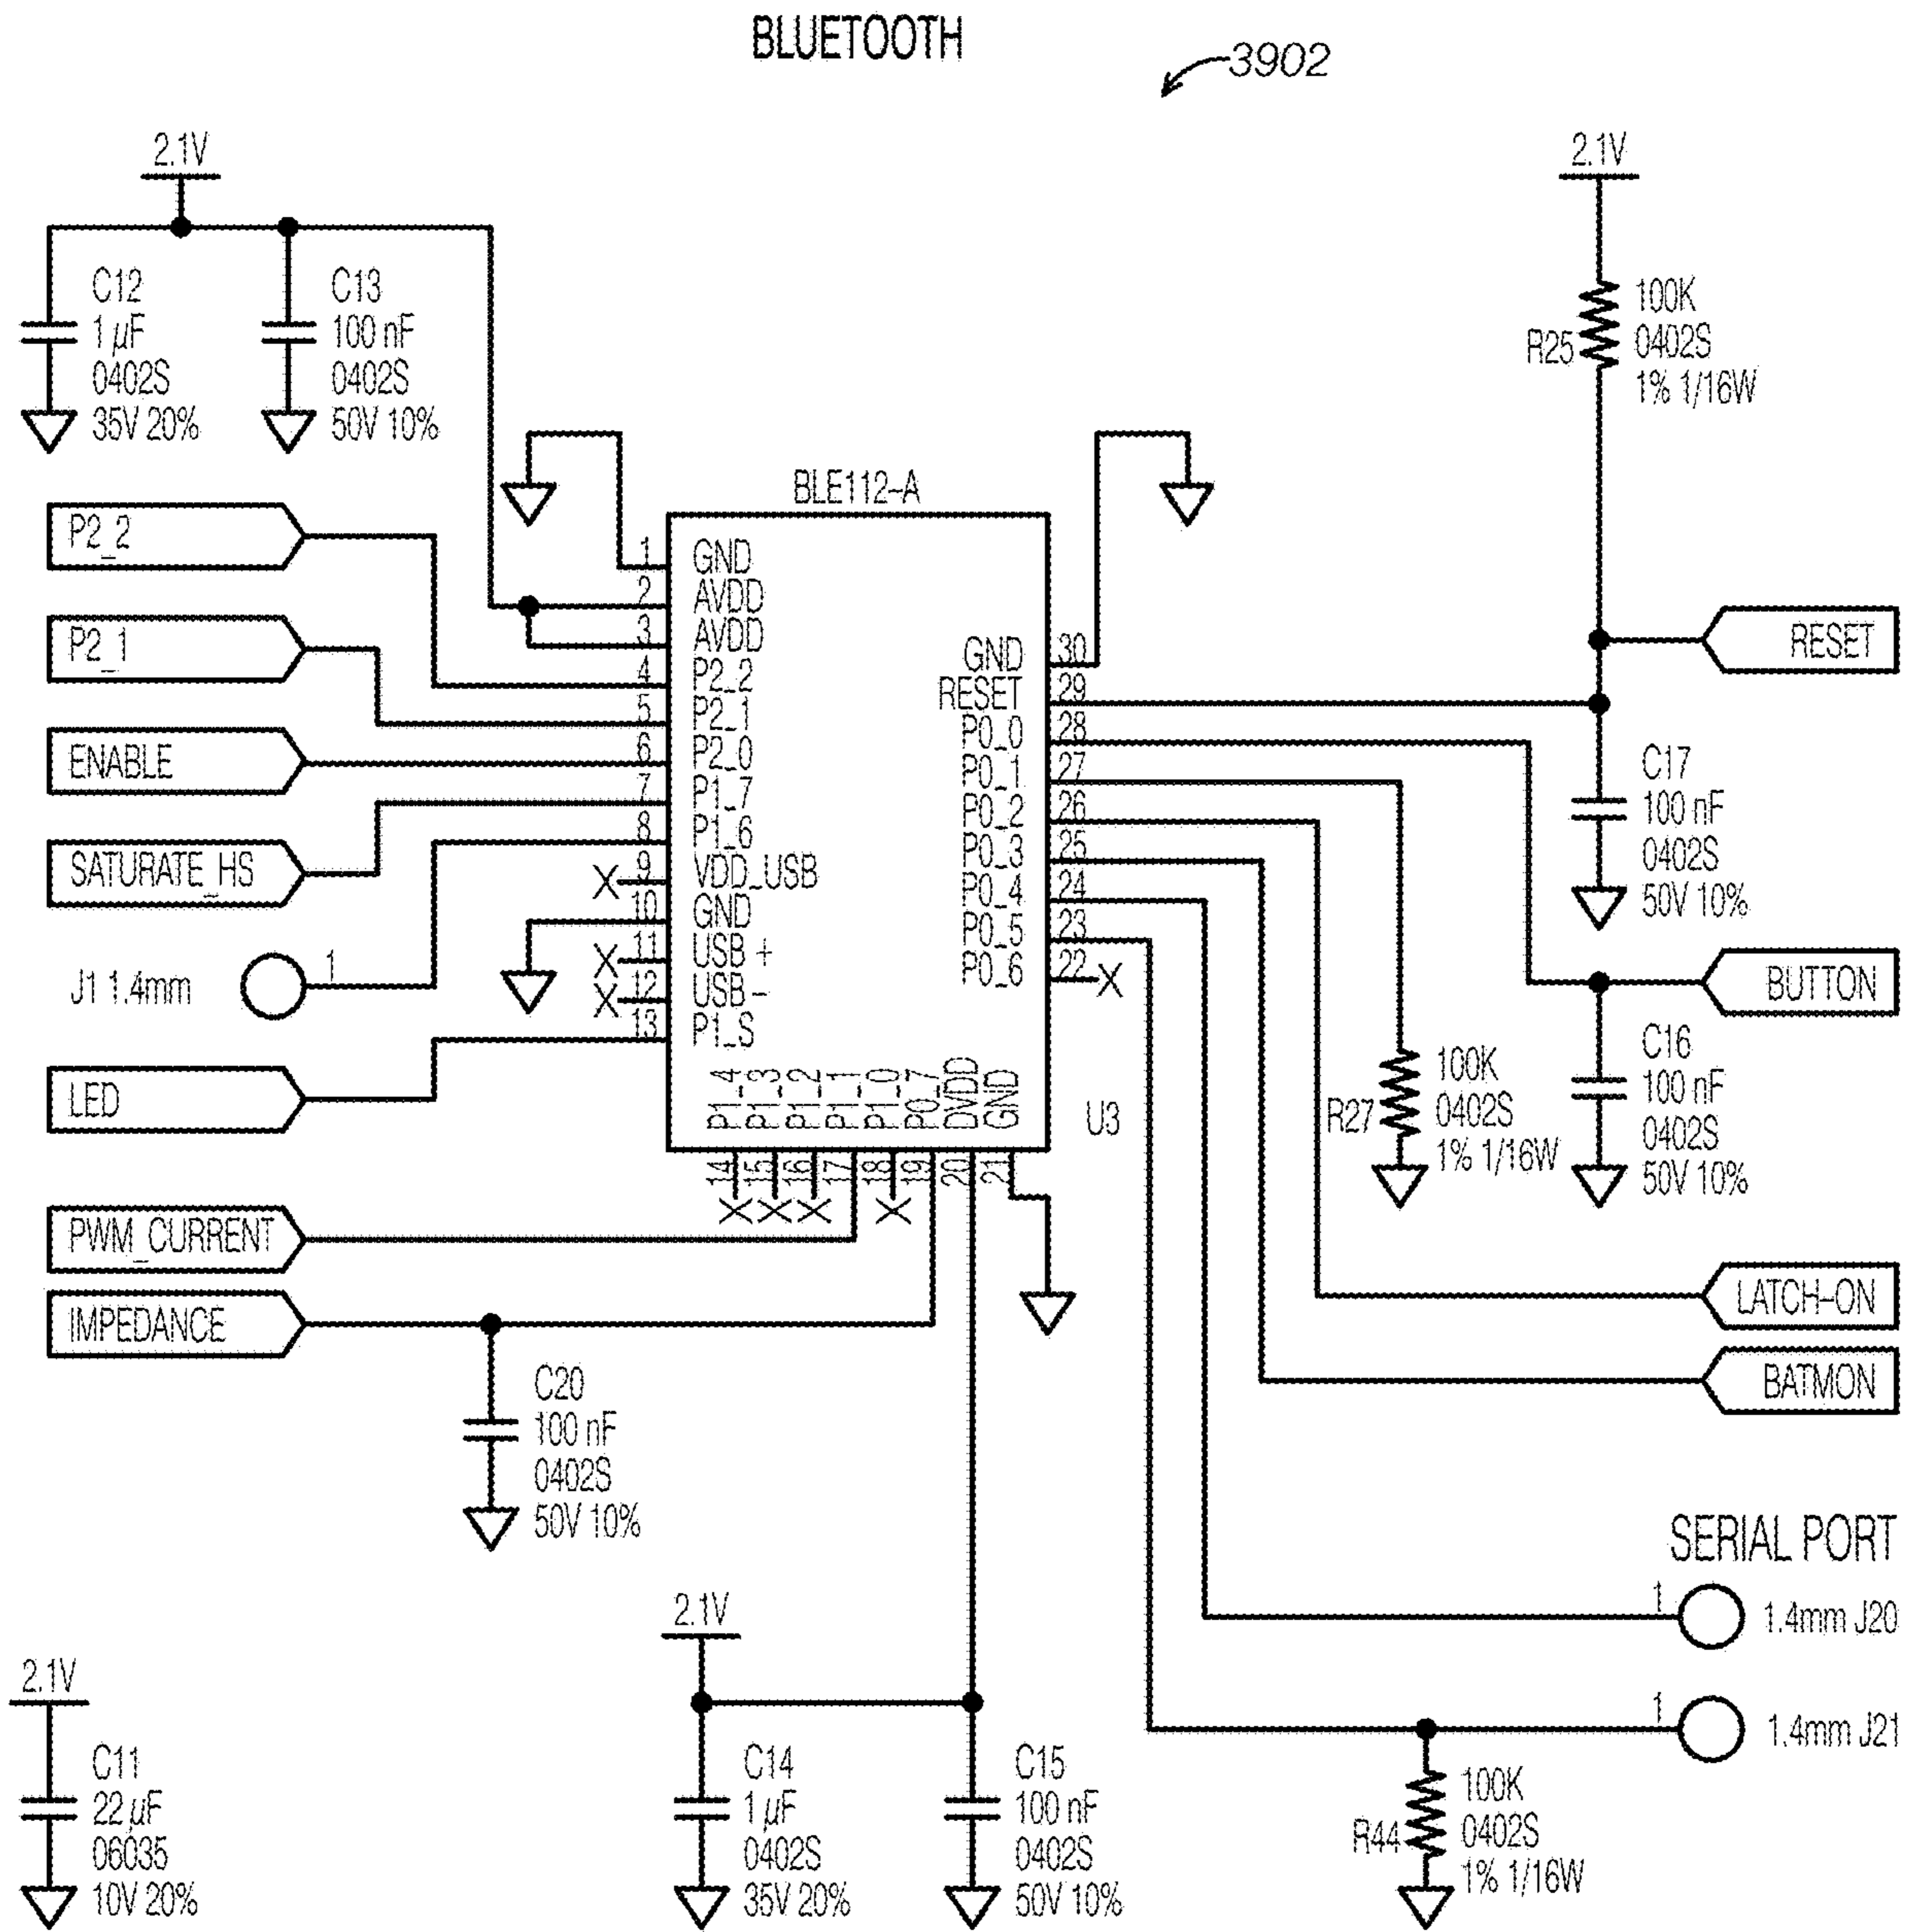 BLUETOOTH
3902
2.1V
C12
1 µF
0402S
35V 20%
C13
100 nF
0402S
50V 10%
2.1V
R25
100K
0402S
1% 1/16W
P2_2
P2_1
ENABLE
SATURATE_HS
J1 1.4mm
1
LED
PWM_CURRENT
IMPEDANCE
BLE112-A
1 GND
2 AVDD
3 AVDD
4 P2_2
5 P2_1
6 P2_0
7 P1_7
8 P1_6
9 VDD_USB
10 GND
11 USB +
12 USB -
13 P1_S
14 P1_4
15 P1_3
16 P1_2
17 P1_1
18 P1_0
19 P0_7
20 DVDD
21 GND
GND 30
RESET 29
P0_0 28
P0_1 27
P0_2 26
P0_3 25
P0_4 24
P0_5 23
P0_6 22
U3
RESET
C17
100 nF
0402S
50V 10%
BUTTON
C16
100 nF
0402S
50V 10%
R27
100K
0402S
1% 1/16W
LATCH-ON
BATMON
C20
100 nF
0402S
50V 10%
SERIAL PORT
1 1.4mm J20
1 1.4mm J21
R44
100K
0402S
1% 1/16W
2.1V
C11
22 µF
06035
10V 20%
2.1V
C14
1 µF
0402S
35V 20%
C15
100 nF
0402S
50V 10%